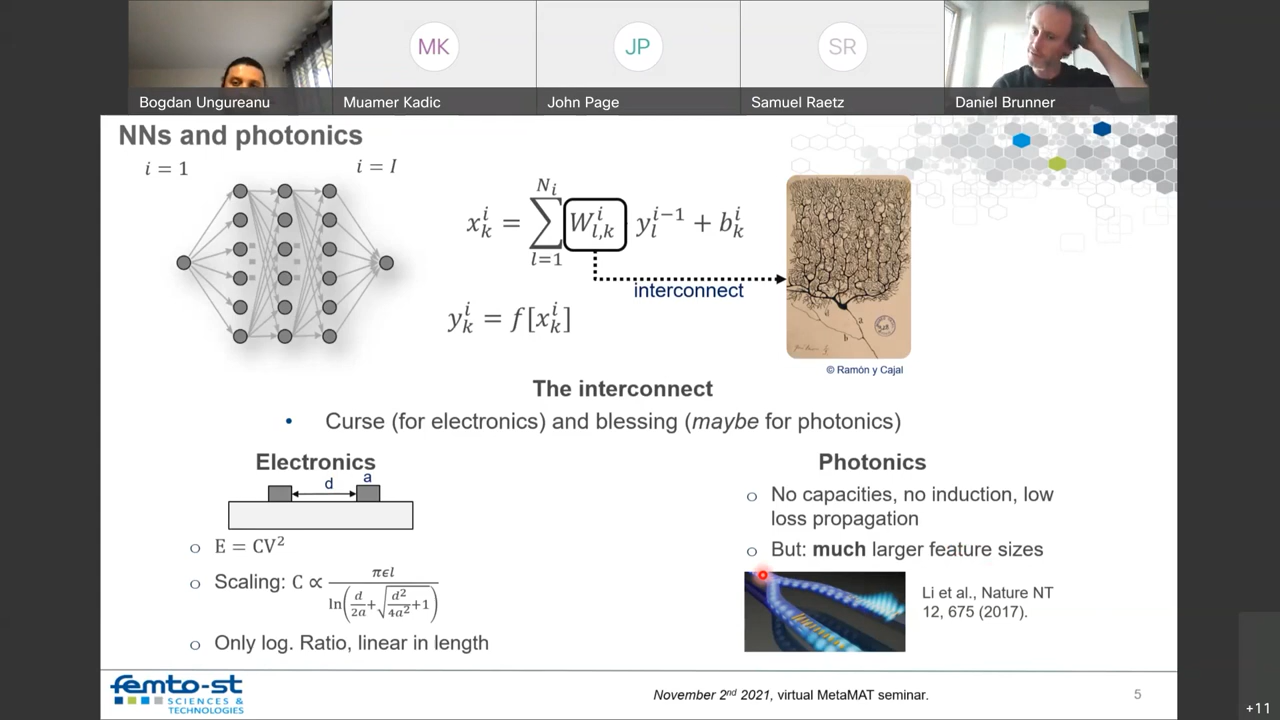 MK
JP
SR
Bogdan Ungureanu
Muamer Kadic
John Page
Samuel Raetz
Daniel Brunner
NNs and photonics
i = 1
i = I
x_k^i = ∑_{l=1}^{N_i} W_{l,k}^i y_l^{i-1} + b_k^i
interconnect
y_k^i = f[x_k^i]
© Ramón y Cajal
The interconnect
• Curse (for electronics) and blessing (maybe for photonics)
Electronics
d
a
o E = CV²
o Scaling: C ∝ πϵl / ln(d/2a + √(d²/4a² + 1))
o Only log. Ratio, linear in length
Photonics
o No capacities, no induction, low
loss propagation
o But: much larger feature sizes
Li et al., Nature NT
12, 675 (2017).
femto-st
SCIENCES &
TECHNOLOGIES
November 2nd 2021, virtual MetaMAT seminar.
5
+11